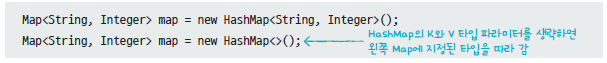 Map<String, Integer> map = new HashMap<String, Integer>();
Map<String, Integer> map = new HashMap<>();
HashMap의 K와 V 타입 파라미터를 생략하면
왼쪽 Map에 지정된 타입을 따라 감